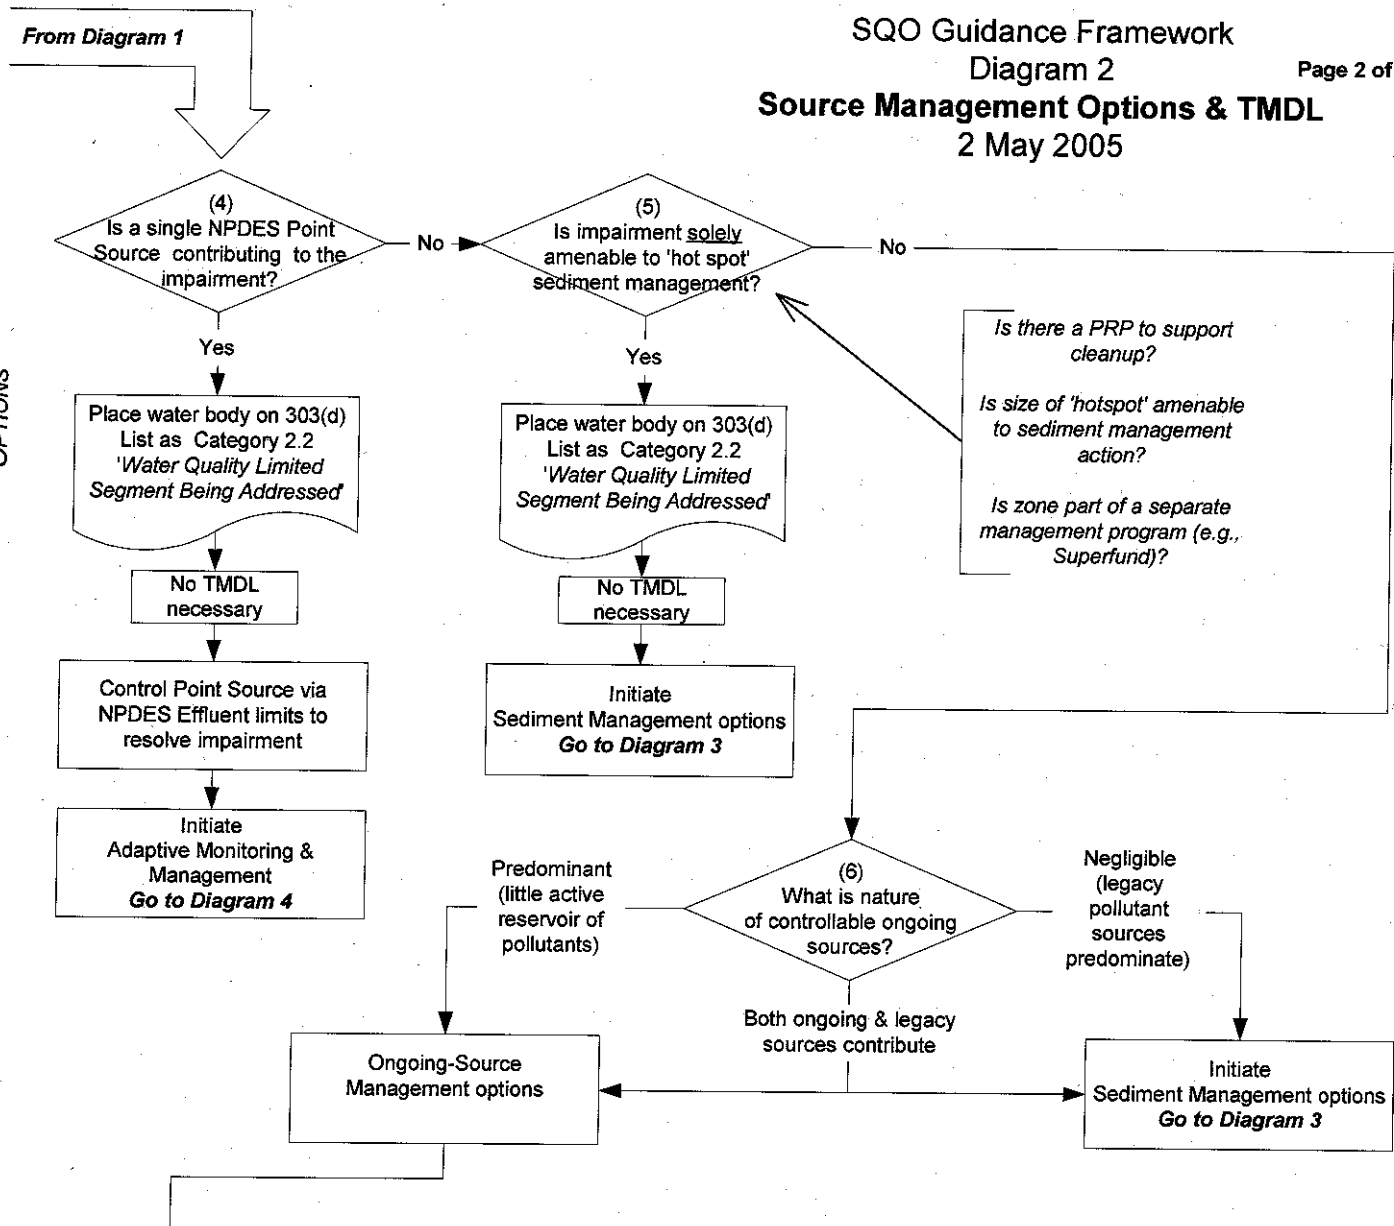 From Diagram 1
SQO Guidance Framework
Diagram 2
Page 2 of
Source Management Options & TMDL
2 May 2005
(4)
Is a single NPDES Point
Source contributing to the
impairment?
No
(5)
Is impairment solely
amenable to 'hot spot'
sediment management?
No
Yes
Yes
Is there a PRP to support
cleanup?
Is size of 'hotspot' amenable
to sediment management
action?
Is zone part of a separate
management program (e.g.,
Superfund)?
OPTIONS
Place water body on 303(d)
List as Category 2.2
'Water Quality Limited
Segment Being Addressed'
Place water body on 303(d)
List as Category 2.2
'Water Quality Limited
Segment Being Addressed'
No TMDL
necessary
No TMDL
necessary
Control Point Source via
NPDES Effluent limits to
resolve impairment
Initiate
Sediment Management options
Go to Diagram 3
Initiate
Adaptive Monitoring &
Management
Go to Diagram 4
Predominant
(little active
reservoir of
pollutants)
(6)
What is nature
of controllable ongoing
sources?
Negligible
(legacy
pollutant
sources
predominate)
Both ongoing & legacy
sources contribute
Ongoing-Source
Management options
Initiate
Sediment Management options
Go to Diagram 3